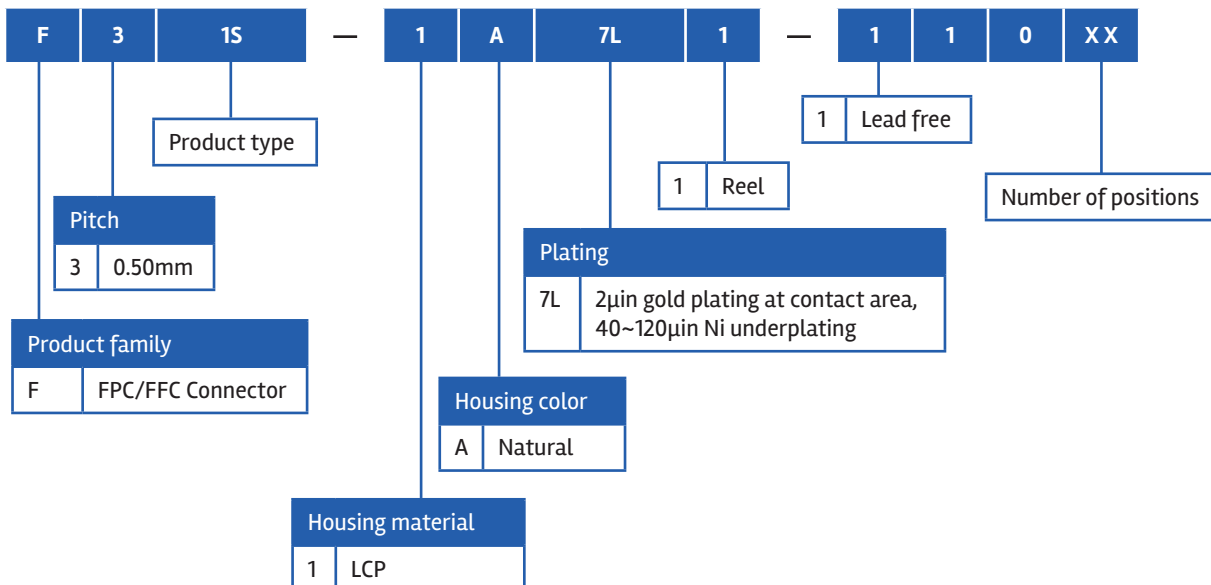 F 3 1S — 1 A 7L 1 — 1 1 0 X X
1 Lead free
Product type
1 Reel
Number of positions
Pitch
3 0.50mm
Plating
7L 2µin gold plating at contact area,
40~120µin Ni underplating
Product family
F FPC/FFC Connector
Housing color
A Natural
Housing material
1 LCP